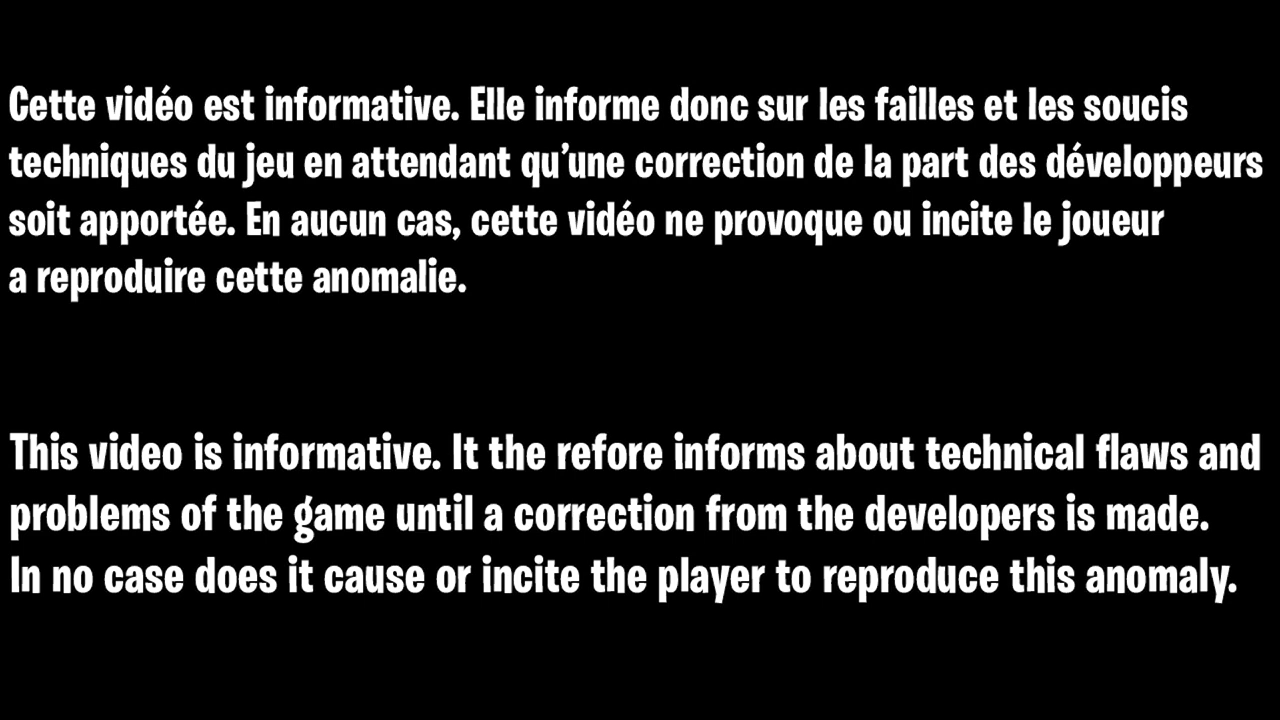 Cette vidéo est informative. Elle informe donc sur les failles et les soucis
techniques du jeu en attendant qu’une correction de la part des développeurs
soit apportée. En aucun cas, cette vidéo ne provoque ou incite le joueur
a reproduire cette anomalie.
This video is informative. It the refore informs about technical flaws and
problems of the game until a correction from the developers is made.
In no case does it cause or incite the player to reproduce this anomaly.